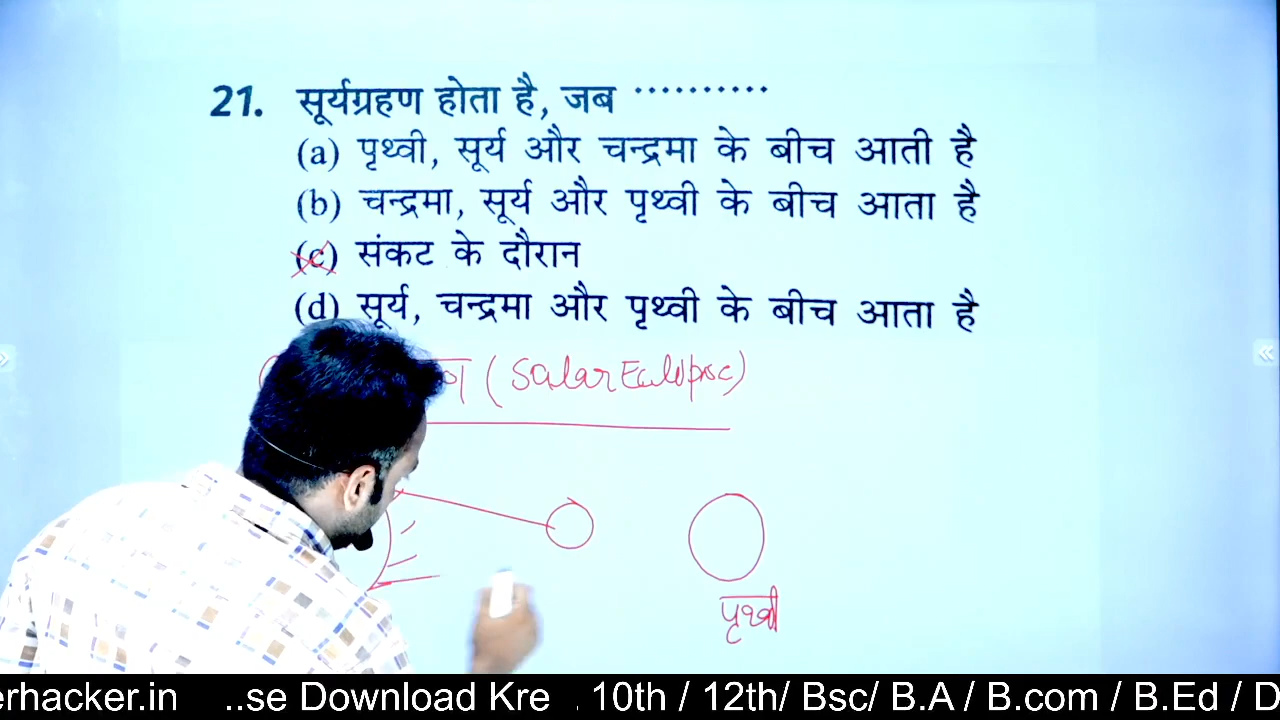 21. सूर्यग्रहण होता है, जब ..........
(a) पृथ्वी, सूर्य और चन्द्रमा के बीच आती है
(b) चन्द्रमा, सूर्य और पृथ्वी के बीच आता है
(c) संकट के दौरान
(d) सूर्य, चन्द्रमा और पृथ्वी के बीच आता है
(Solar
पृथ्वी
erhacker.in ..se Download Kre 10th / 12th/ Bsc/ B.A / B.com / B.Ed / D